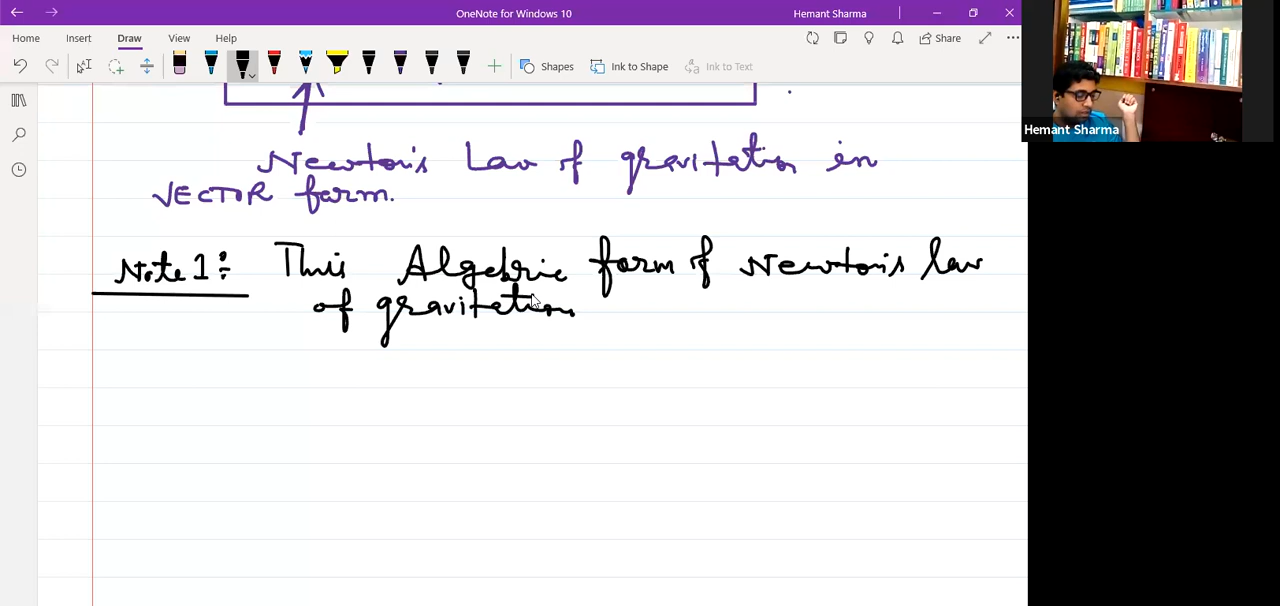 OneNote for Windows 10
Hemant Sharma
Home Insert Draw View Help
Share
Shapes Ink to Shape Ink to Text
Hemant Sharma
Newton's Law of gravitation in
VECTOR form.
Note 1: This Algebric form of Newton's law
of gravitation